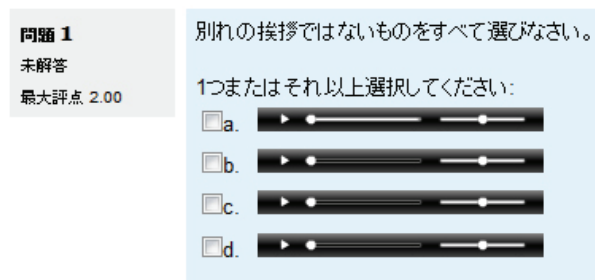 問題 1
未解答
最大評点 2.00
別れの挨拶ではないものをすべて選びなさい。
1つまたはそれ以上選択してください:
a.
b.
c.
d.